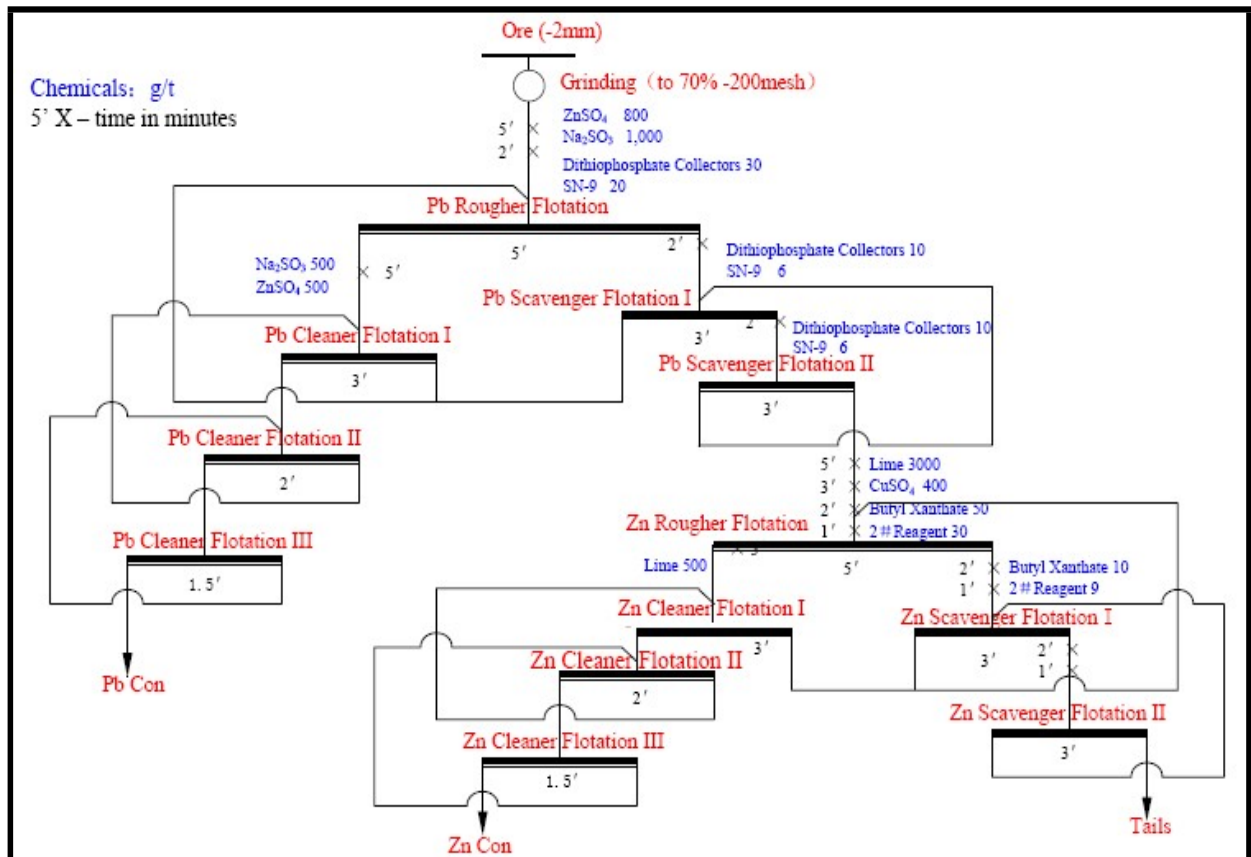 Ore (-2mm)
Chemicals: g/t
5' X – time in minutes
Grinding (to 70% -200mesh)
5′
ZnSO₄ 800
Na₂SO₃ 1,000
2′
Dithiophosphate Collectors 30
SN-9 20
Pb Rougher Flotation
5′
2′
Dithiophosphate Collectors 10
SN-9 6
Na₂SO₃ 500
ZnSO₄ 500
5′
Pb Scavenger Flotation I
3′
2
Dithiophosphate Collectors 10
SN-9 6
Pb Cleaner Flotation I
3′
Pb Scavenger Flotation II
3′
Pb Cleaner Flotation II
2′
5′ Lime 3000
3′ CuSO₄ 400
2′ Butyl Xanthate 50
1′ 2#Reagent 30
Zn Rougher Flotation
5′
Pb Cleaner Flotation III
1.5′
Lime 500
2′ Butyl Xanthate 10
1′ 2#Reagent 9
Zn Cleaner Flotation I
3′
Zn Scavenger Flotation I
3′
2′
1′
Zn Cleaner Flotation II
2′
Pb Con
Zn Scavenger Flotation II
3′
Zn Cleaner Flotation III
1.5′
Zn Con
Tails